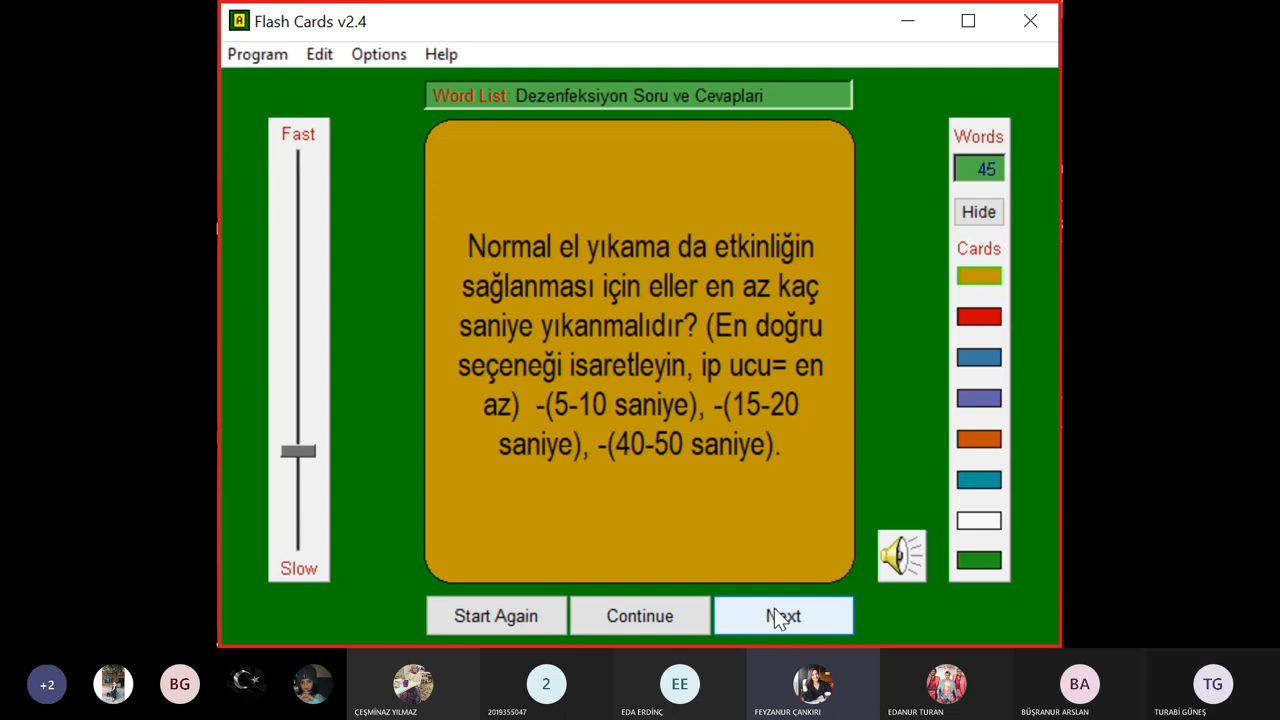 Flash Cards v2.4
Program Edit Options Help
Word List: Dezenfeksiyon Soru ve Cevaplari
Fast
Slow
Normal el yıkama da etkinliğin
sağlanması için eller en az kaç
saniye yıkanmalıdır? (En doğru
seçeneği isaretleyin, ip ucu= en
az) -(5-10 saniye), -(15-20
saniye), -(40-50 saniye).
Words
45
Hide
Cards
Start Again Continue Next
+2 BG 2 EE BA TG
ÇEŞMİNAZ YILMAZ 2019355047 EDA ERDİNÇ FEYZANUR ÇANKIRI EDANUR TURAN BÜŞRANUR ARSLAN TURABİ GÜNEŞ